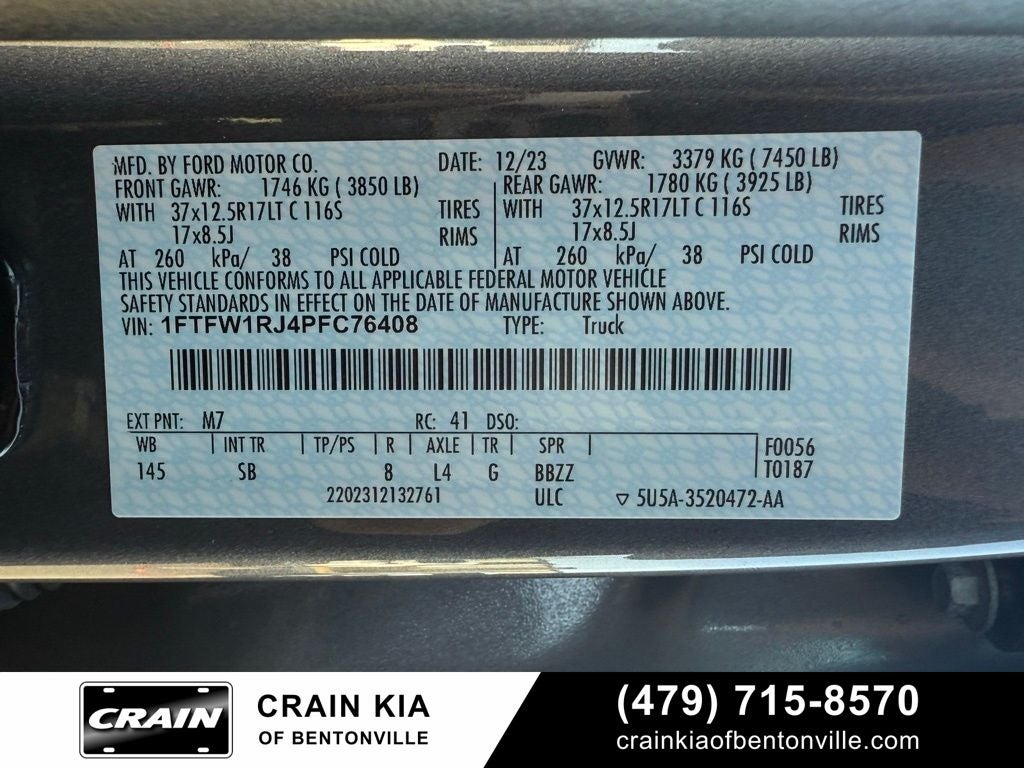 MFD. BY FORD MOTOR CO. DATE: 12/23 GVWR: 3379 KG ( 7450 LB)
FRONT GAWR: 1746 KG ( 3850 LB) REAR GAWR: 1780 KG ( 3925 LB)
WITH 37x12.5R17LT C 116S TIRES WITH 37x12.5R17LT C 116S TIRES
17x8.5J RIMS 17x8.5J RIMS
AT 260 kPa/ 38 PSI COLD AT 260 kPa/ 38 PSI COLD
THIS VEHICLE CONFORMS TO ALL APPLICABLE FEDERAL MOTOR VEHICLE
SAFETY STANDARDS IN EFFECT ON THE DATE OF MANUFACTURE SHOWN ABOVE.
VIN: 1FTFW1RJ4PFC76408 TYPE: Truck
EXT PNT: M7 RC: 41 DSO:
WB INT TR TP/PS R AXLE TR SPR F0056
145 SB 8 L4 G BBZZ T0187
2202312132761 ULC ▽ 5U5A-3520472-AA
CRAIN
CRAIN KIA
OF BENTONVILLE
(479) 715-8570
crainkiaofbentonville.com